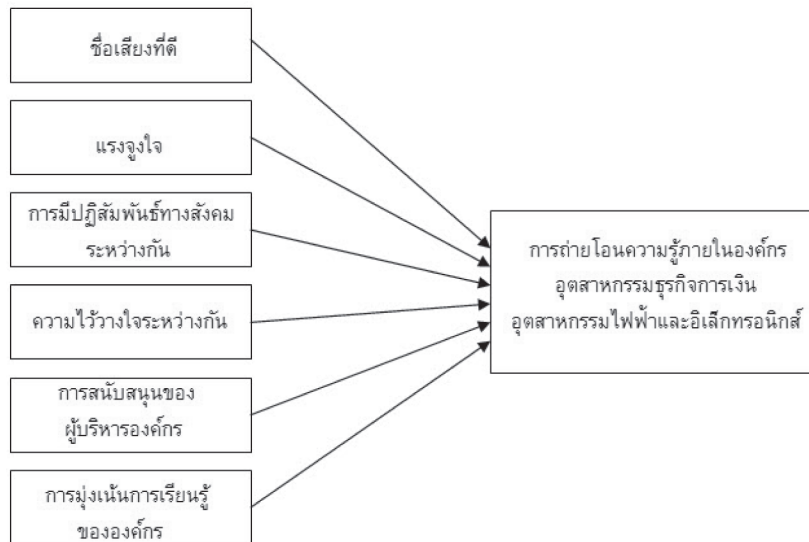 ชื่อเสียงที่ดี
แรงจูงใจ
การมีปฏิสัมพันธ์ทางสังคม
ระหว่างกัน
ความไว้วางใจระหว่างกัน
การสนับสนุนของ
ผู้บริหารองค์กร
การมุ่งเน้นการเรียนรู้
ขององค์กร
การถ่ายโอนความรู้ภายในองค์กร
อุตสาหกรรมธุรกิจการเงิน
อุตสาหกรรมไฟฟ้าและอิเล็กทรอนิกส์